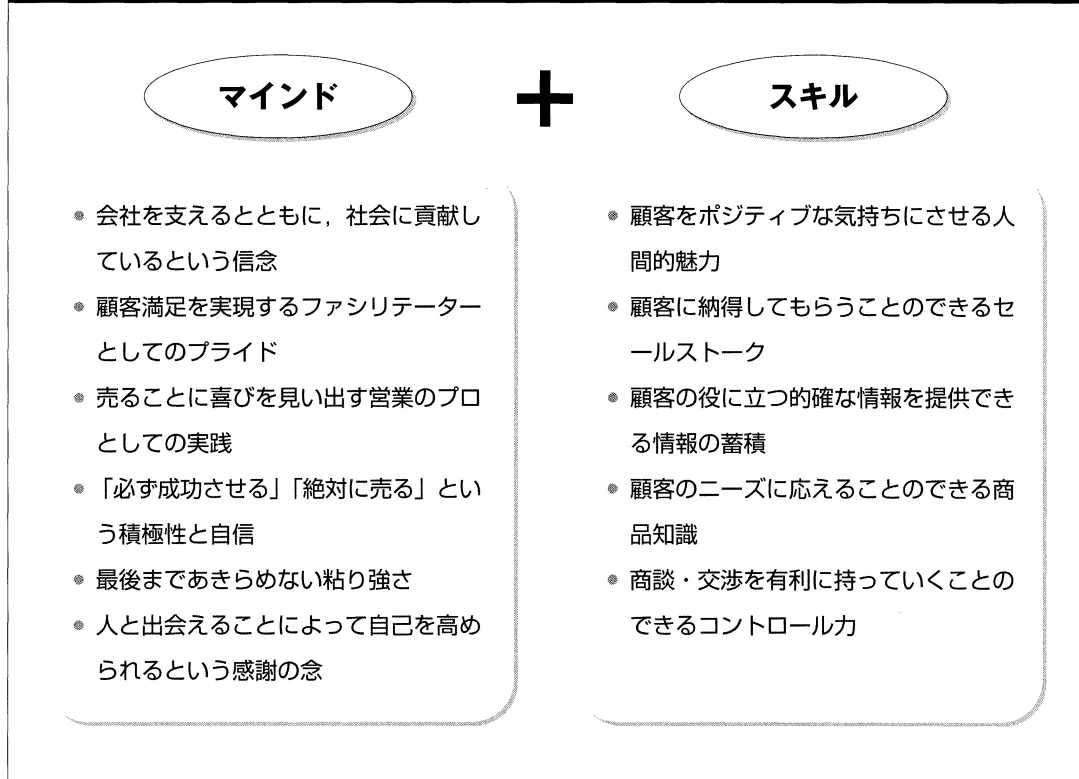 マインド
+
スキル
● 会社を支えるとともに，社会に貢献し
ているという信念
● 顧客満足を実現するファシリテーター
としてのプライド
● 売ることに喜びを見い出す営業のプロ
としての実践
● 「必ず成功させる」「絶対に売る」とい
う積極性と自信
● 最後まであきらめない粘り強さ
● 人と出会えることによって自己を高め
られるという感謝の念
● 顧客をポジティブな気持ちにさせる人
間的魅力
● 顧客に納得してもらうことのできるセ
ールストーク
● 顧客の役に立つ的確な情報を提供でき
る情報の蓄積
● 顧客のニーズに応えることのできる商
品知識
● 商談・交渉を有利に持っていくことの
できるコントロール力